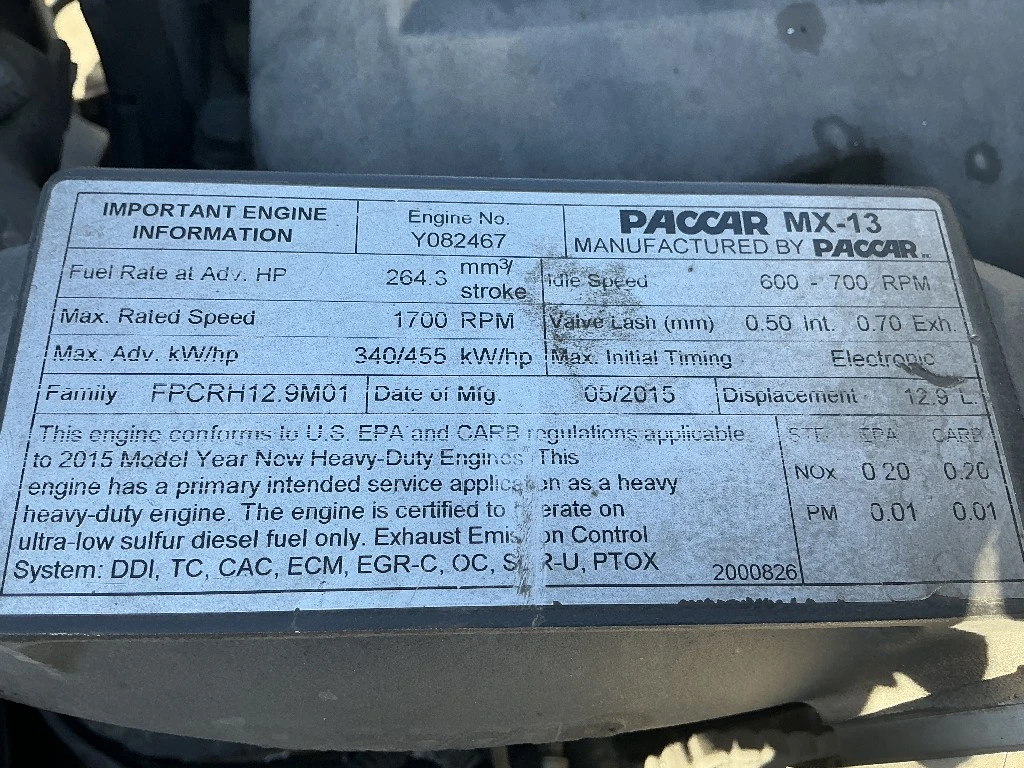 IMPORTANT ENGINE
INFORMATION
Engine No.
Y082467
PACCAR MX-13
MANUFACTURED BY PACCAR
Fuel Rate at Adv. HP 264.3 mm³/
stroke
Idle Speed 600 - 700 RPM
Max. Rated Speed 1700 RPM
Valve Lash (mm) 0.50 Int. 0.70 Exh.
Max. Adv. kW/hp 340/455 kW/hp
Max. Initial Timing Electronic
Family FPCRH12.9M01
Date of Mfg. 05/2015
Displacement 12.9 L
This engine conforms to U.S. EPA and CARB regulations applicable
to 2015 Model Year New Heavy-Duty Engines This
engine has a primary intended service application as a heavy
heavy-duty engine. The engine is certified to operate on
ultra-low sulfur diesel fuel only. Exhaust Emission Control
System: DDI, TC, CAC, ECM, EGR-C, OC, SCR-U, PTOX
2000826
EPA CARB
NOx 0.20 0.20
PM 0.01 0.01